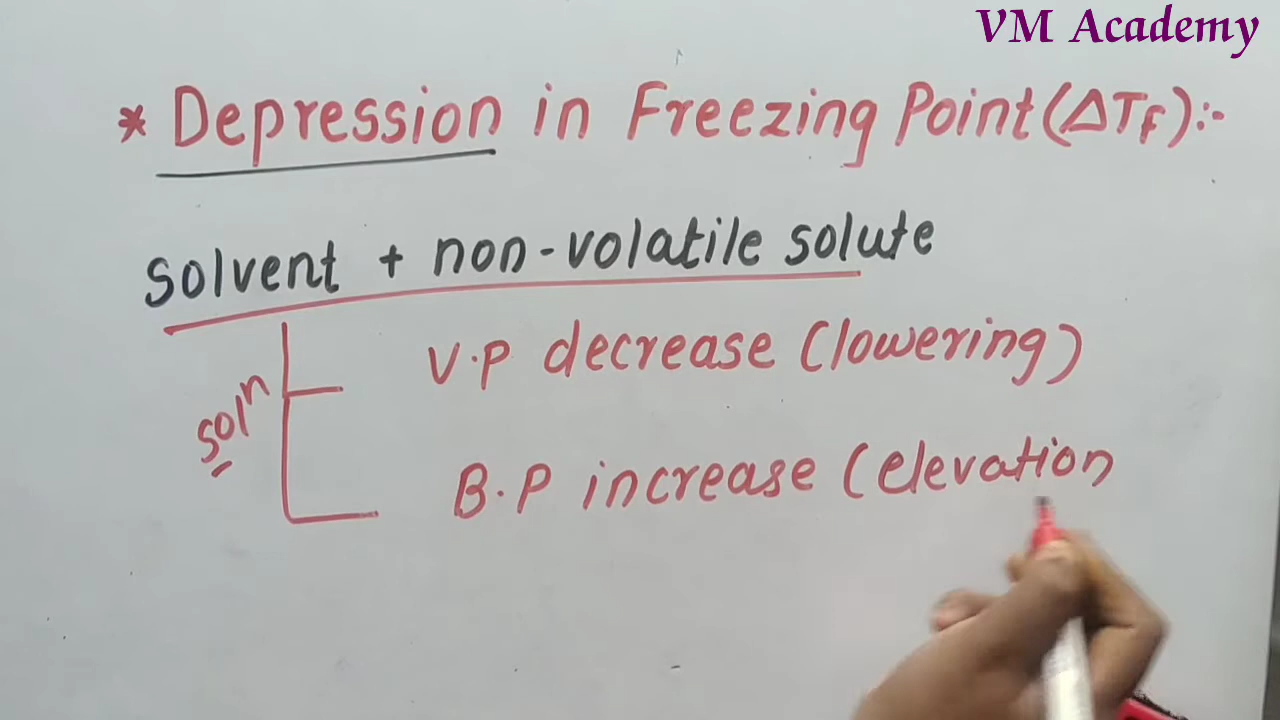 VM Academy
* Depression in Freezing Point (ΔTf):-
solvent + non-volatile solute
V.P decrease (lowering)
solⁿ
B.P increase (elevation